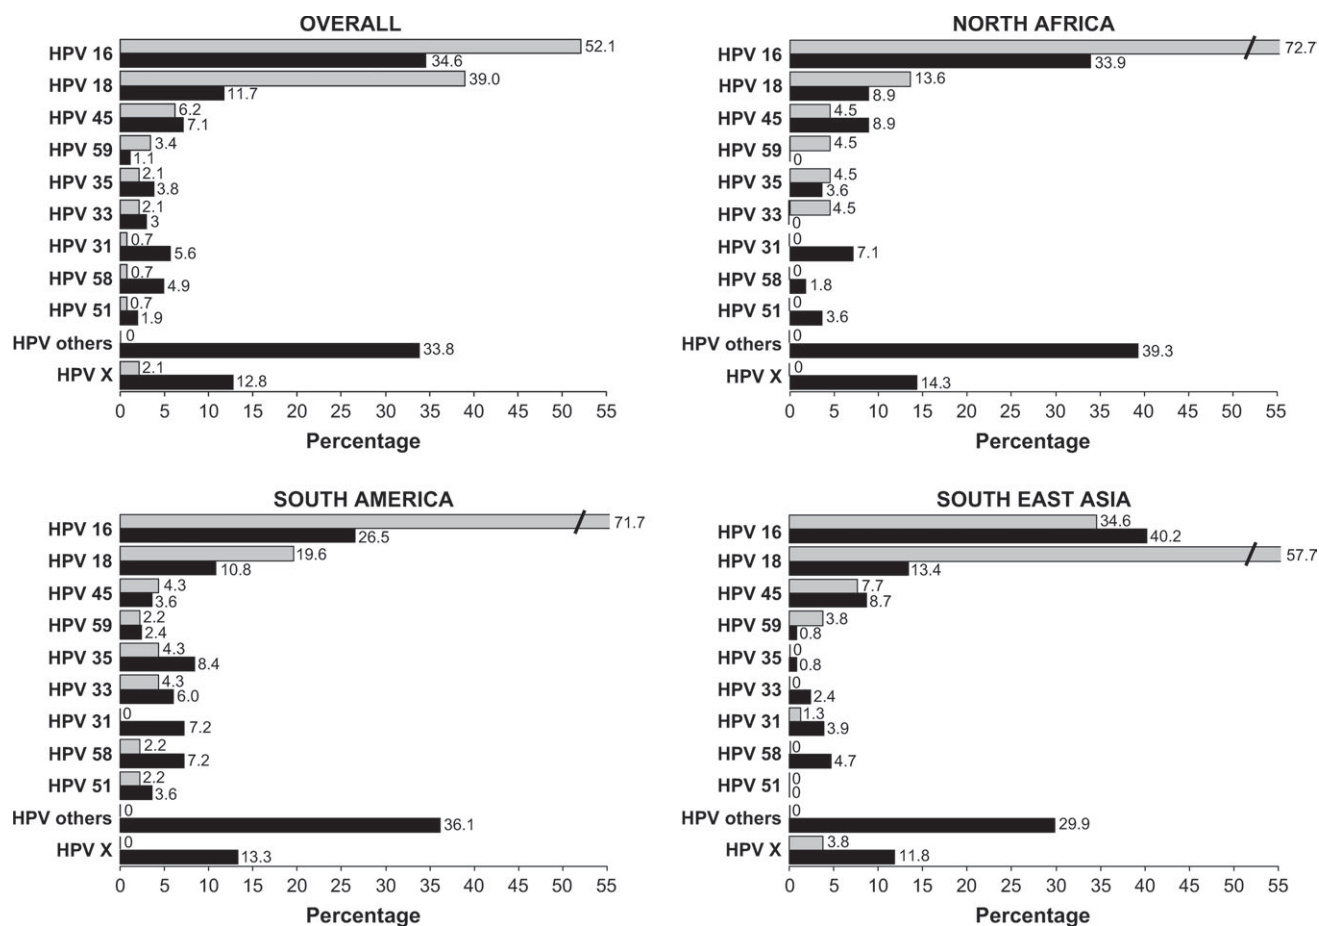 OVERALL
HPV 16 52.1
34.6
HPV 18 39.0
11.7
HPV 45 6.2
7.1
HPV 59 3.4
1.1
HPV 35 2.1
3.8
HPV 33 2.1
3
HPV 31 0.7
5.6
HPV 58 0.7
4.9
HPV 51 0.7
1.9
HPV others 0
33.8
HPV X 2.1
12.8
0 5 10 15 20 25 30 35 40 45 50 55
Percentage
NORTH AFRICA
HPV 16 72.7
33.9
HPV 18 13.6
8.9
HPV 45 4.5
8.9
HPV 59 4.5
0
HPV 35 4.5
3.6
HPV 33 4.5
0
HPV 31 0
7.1
HPV 58 0
1.8
HPV 51 0
3.6
HPV others 0
39.3
HPV X 0
14.3
0 5 10 15 20 25 30 35 40 45 50 55
Percentage
SOUTH AMERICA
HPV 16 71.7
26.5
HPV 18 19.6
10.8
HPV 45 4.3
3.6
HPV 59 2.2
2.4
HPV 35 4.3
8.4
HPV 33 4.3
6.0
HPV 31 0
7.2
HPV 58 2.2
7.2
HPV 51 2.2
3.6
HPV others 0
36.1
HPV X 0
13.3
0 5 10 15 20 25 30 35 40 45 50 55
Percentage
SOUTH EAST ASIA
HPV 16 34.6
40.2
HPV 18 57.7
13.4
HPV 45 7.7
8.7
HPV 59 3.8
0.8
HPV 35 0
0.8
HPV 33 0
2.4
HPV 31 1.3
3.9
HPV 58 0
4.7
HPV 51 0
0
HPV others 0
29.9
HPV X 3.8
11.8
0 5 10 15 20 25 30 35 40 45 50 55
Percentage